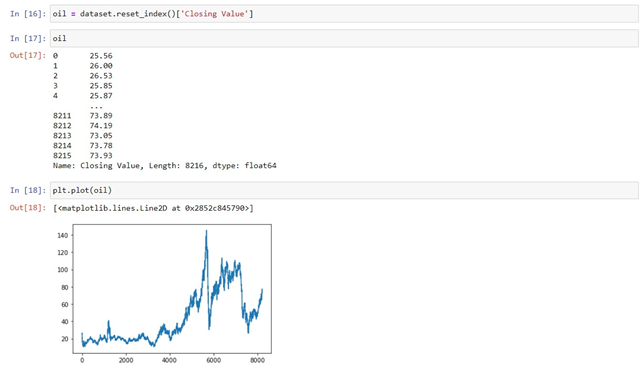 In [16]: oil = dataset.reset_index()['Closing Value']
In [17]: oil
Out[17]: 0 25.56
1 26.00
2 26.53
3 25.85
4 25.87
...
8211 73.89
8212 74.19
8213 73.05
8214 73.78
8215 73.93
Name: Closing Value, Length: 8216, dtype: float64
In [18]: plt.plot(oil)
Out[18]: [<matplotlib.lines.Line2D at 0x2852c845790>]
140
120
100
80
60
40
20
0 2000 4000 6000 8000